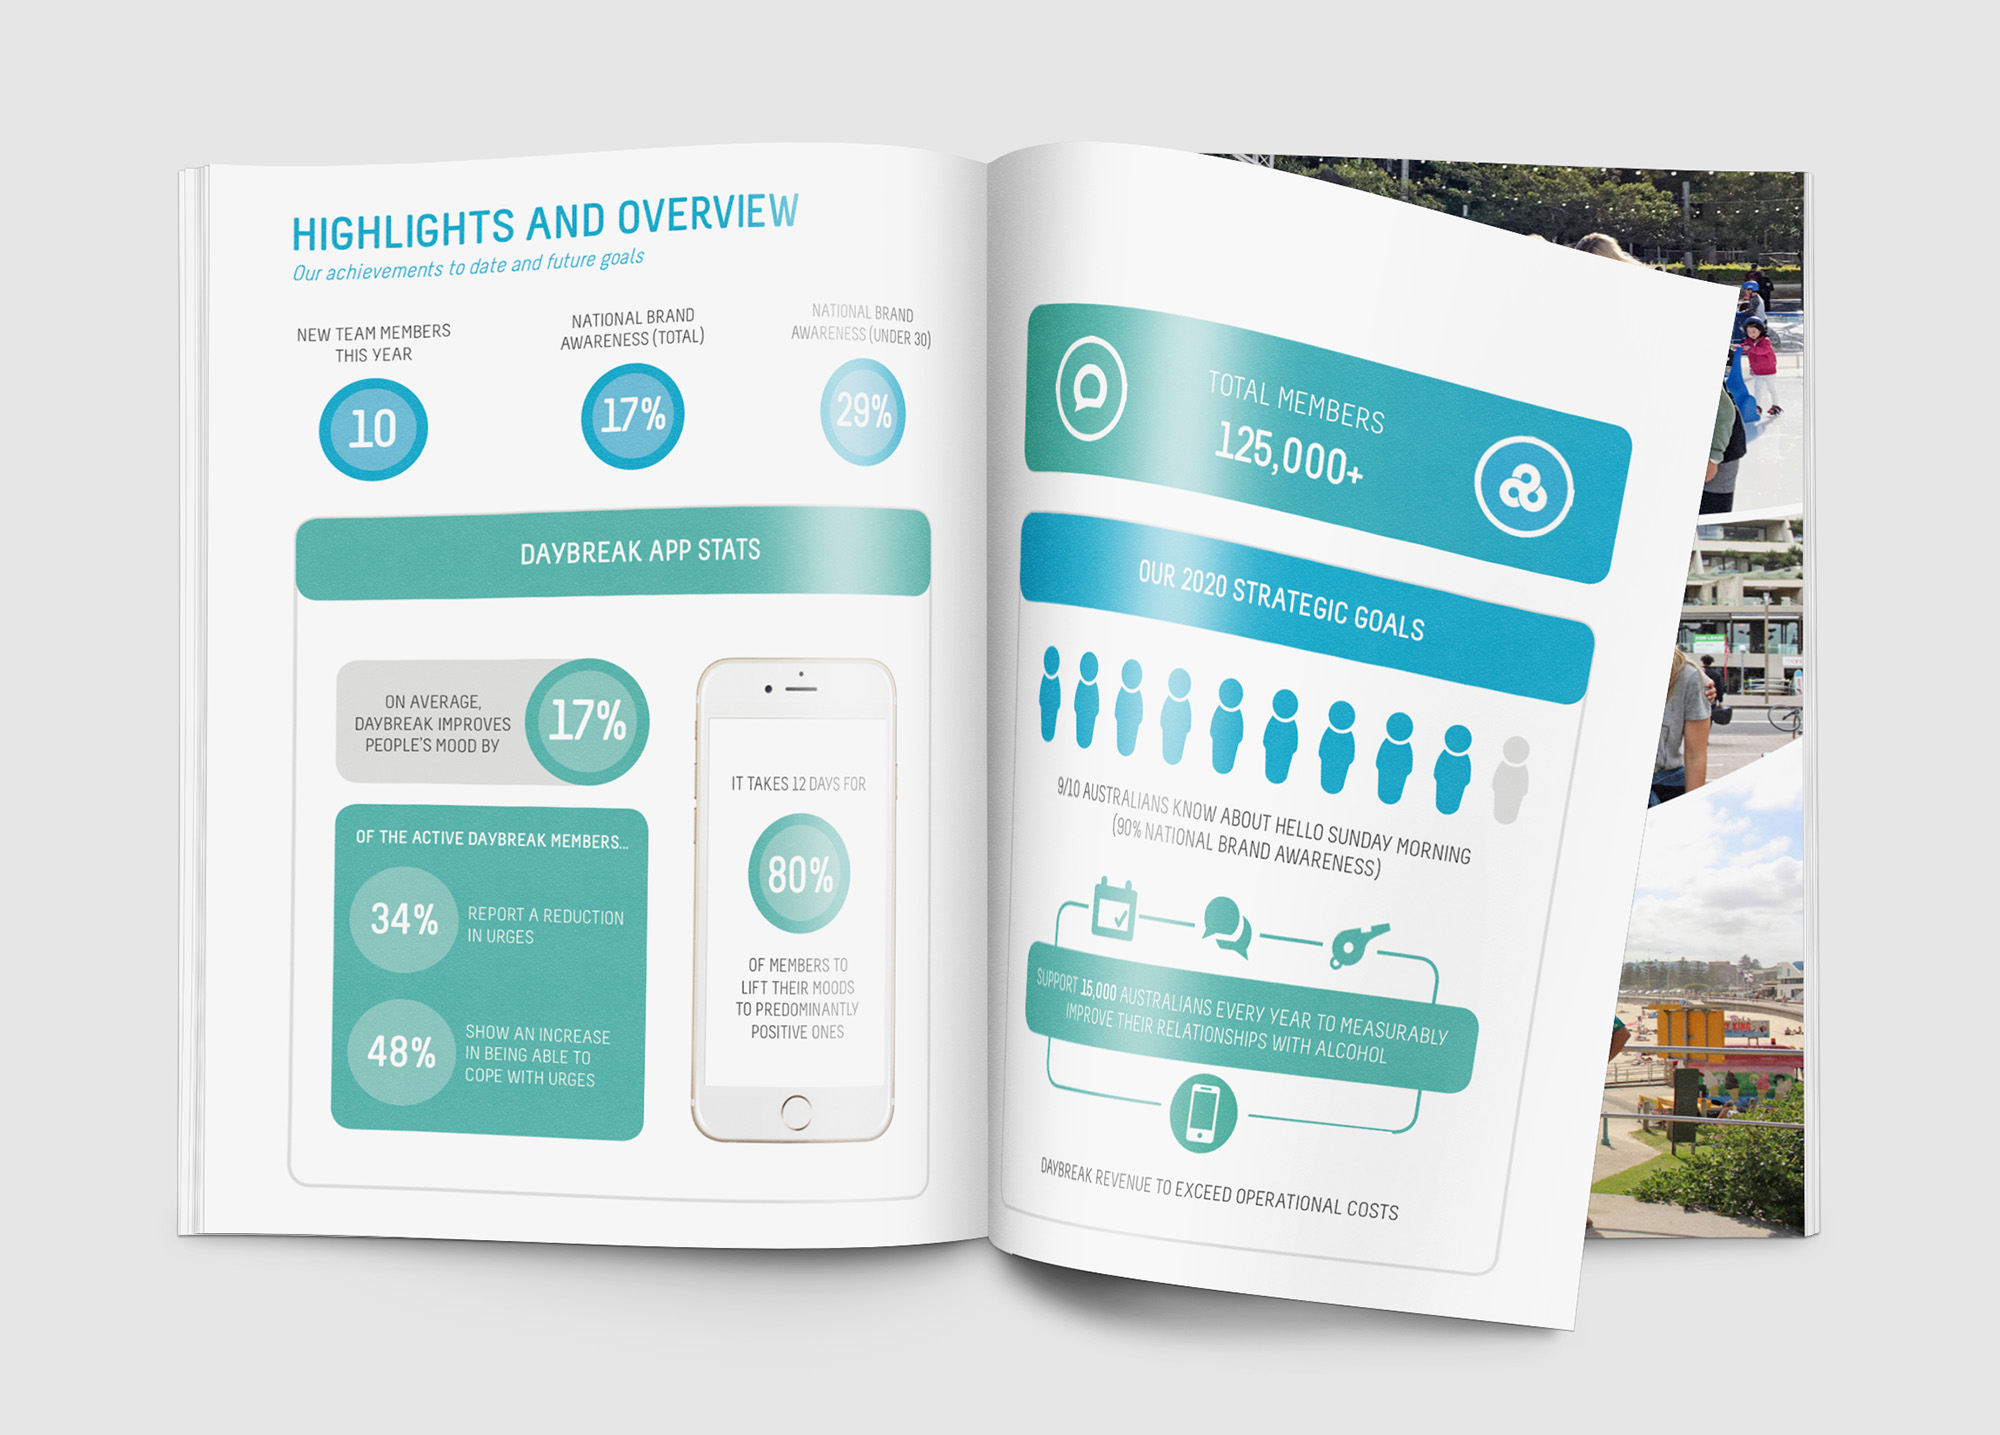 HIGHLIGHTS AND OVERVIEW
Our achievements to date and future goals
NEW TEAM MEMBERS
THIS YEAR
10
NATIONAL BRAND
AWARENESS (TOTAL)
17%
NATIONAL BRAND
AWARENESS (UNDER 30)
29%
DAYBREAK APP STATS
ON AVERAGE,
DAYBREAK IMPROVES
PEOPLE'S MOOD BY
17%
OF THE ACTIVE DAYBREAK MEMBERS...
34%
REPORT A REDUCTION
IN URGES
48%
SHOW AN INCREASE
IN BEING ABLE TO
COPE WITH URGES
IT TAKES 12 DAYS FOR
80%
OF MEMBERS TO
LIFT THEIR MOODS
TO PREDOMINANTLY
POSITIVE ONES
TOTAL MEMBERS
125,000+
OUR 2020 STRATEGIC GOALS
9/10 AUSTRALIANS KNOW ABOUT HELLO SUNDAY MORNING
(90% NATIONAL BRAND AWARENESS)
SUPPORT 15,000 AUSTRALIANS EVERY YEAR TO MEASURABLY
IMPROVE THEIR RELATIONSHIPS WITH ALCOHOL
DAYBREAK REVENUE TO EXCEED OPERATIONAL COSTS
FOR LEASE